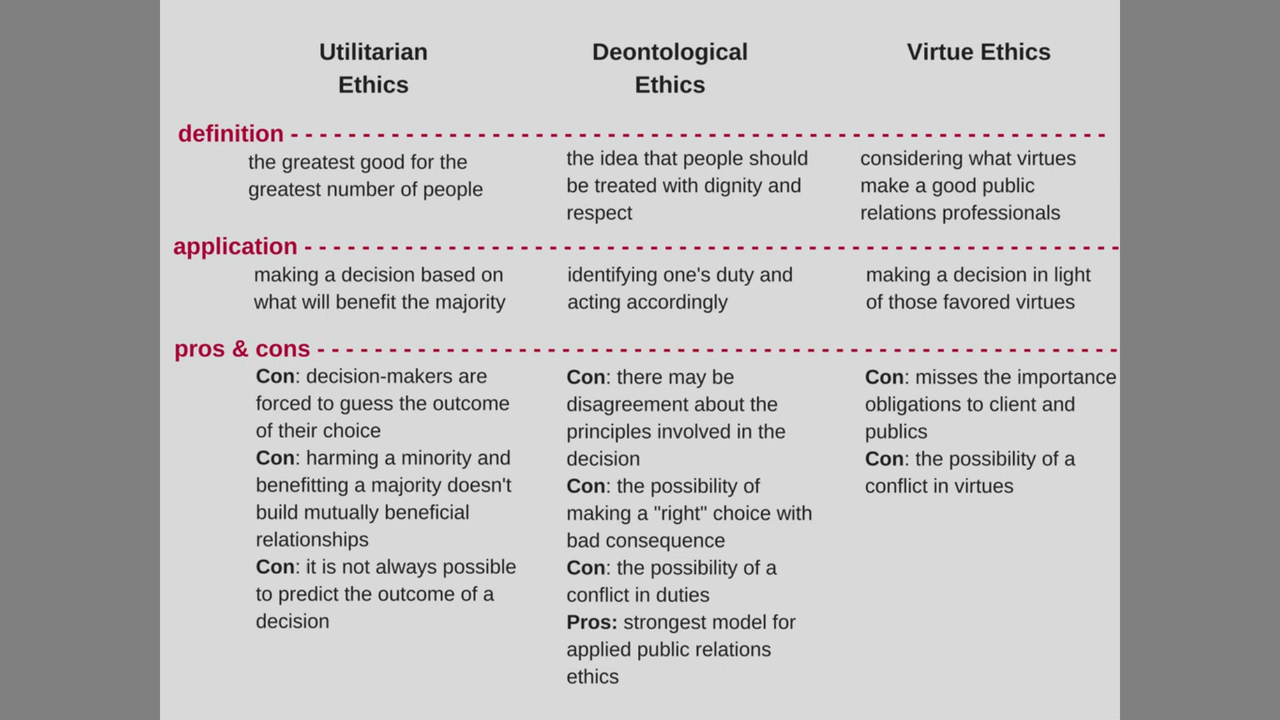 Utilitarian
Ethics
Deontological
Ethics
Virtue Ethics
definition
the greatest good for the
greatest number of people
the idea that people should
be treated with dignity and
respect
considering what virtues
make a good public
relations professionals
application
making a decision based on
what will benefit the majority
identifying one's duty and
acting accordingly
making a decision in light
of those favored virtues
pros & cons
Con: decision-makers are
forced to guess the outcome
of their choice
Con: harming a minority and
benefitting a majority doesn't
build mutually beneficial
relationships
Con: it is not always possible
to predict the outcome of a
decision
Con: there may be
disagreement about the
principles involved in the
decision
Con: the possibility of
making a "right" choice with
bad consequence
Con: the possibility of a
conflict in duties
Pros: strongest model for
applied public relations
ethics
Con: misses the importance
obligations to client and
publics
Con: the possibility of a
conflict in virtues